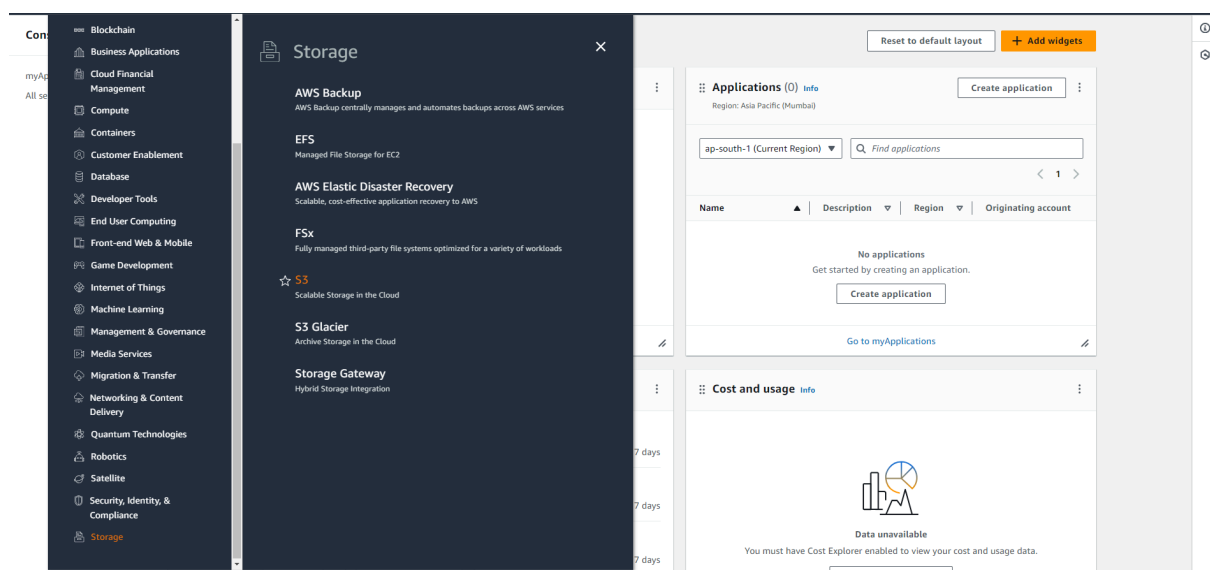 Con
myAp
All se
Blockchain
Business Applications
Cloud Financial
Management
Compute
Containers
Customer Enablement
Database
Developer Tools
End User Computing
Front-end Web & Mobile
Game Development
Internet of Things
Machine Learning
Management & Governance
Media Services
Migration & Transfer
Networking & Content
Delivery
Quantum Technologies
Robotics
Satellite
Security, Identity, &
Compliance
Storage
Storage
AWS Backup
AWS Backup centrally manages and automates backups across AWS services
EFS
Managed File Storage for EC2
AWS Elastic Disaster Recovery
Scalable, cost-effective application recovery to AWS
FSx
Fully managed third-party file systems optimized for a variety of workloads
S3
Scalable Storage in the Cloud
S3 Glacier
Archive Storage in the Cloud
Storage Gateway
Hybrid Storage Integration
Reset to default layout + Add widgets
Applications (0) Info Create application
Region: Asia Pacific (Mumbai)
ap-south-1 (Current Region) Find applications
1
Name Description Region Originating account
No applications
Get started by creating an application.
Create application
Go to myApplications
Cost and usage Info
7 days
7 days
7 days
Data unavailable
You must have Cost Explorer enabled to view your cost and usage data.